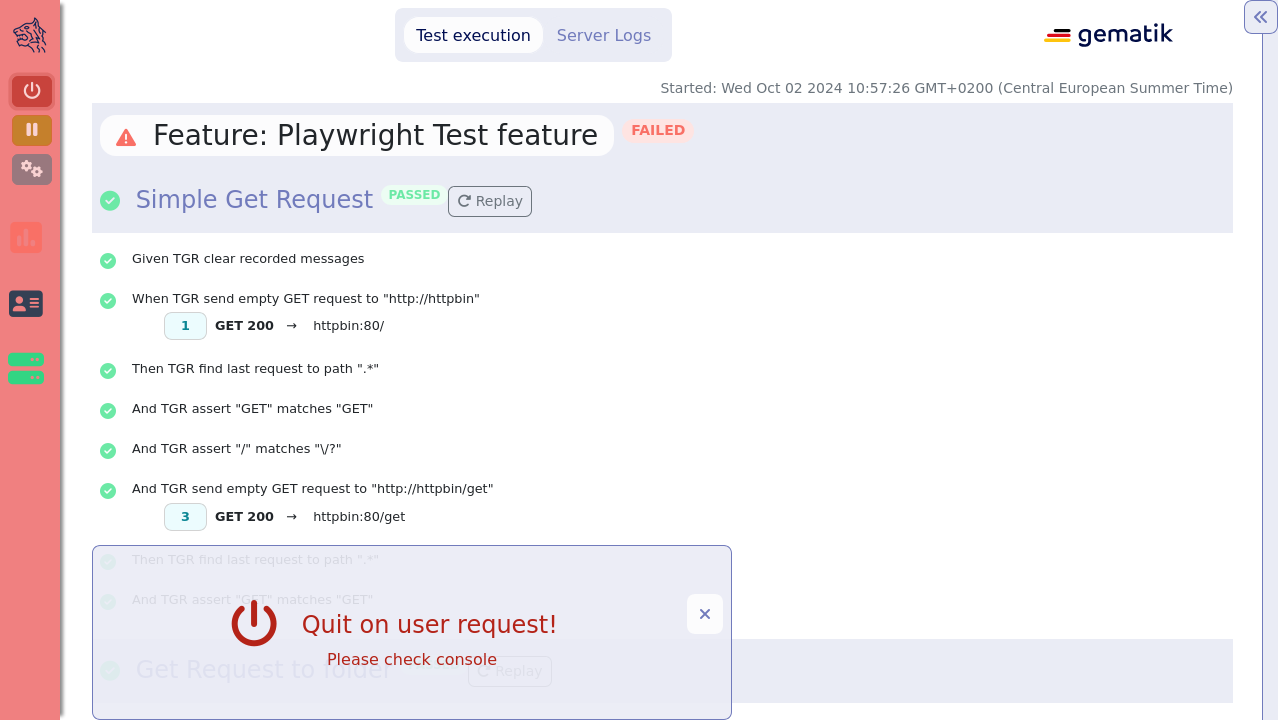 Test execution
Server Logs
gematik
Started: Wed Oct 02 2024 10:57:26 GMT+0200 (Central European Summer Time)
Feature: Playwright Test feature FAILED
Simple Get Request PASSED Replay
Given TGR clear recorded messages
When TGR send empty GET request to "http://httpbin"
1 GET 200 → httpbin:80/
Then TGR find last request to path ".*"
And TGR assert "GET" matches "GET"
And TGR assert "/" matches "\/?"
And TGR send empty GET request to "http://httpbin/get"
3 GET 200 → httpbin:80/get
Then TGR find last request to path ".*"
And TGR assert "GET" matches "GET"
Quit on user request!
Please check console
Get Request to folder Replay